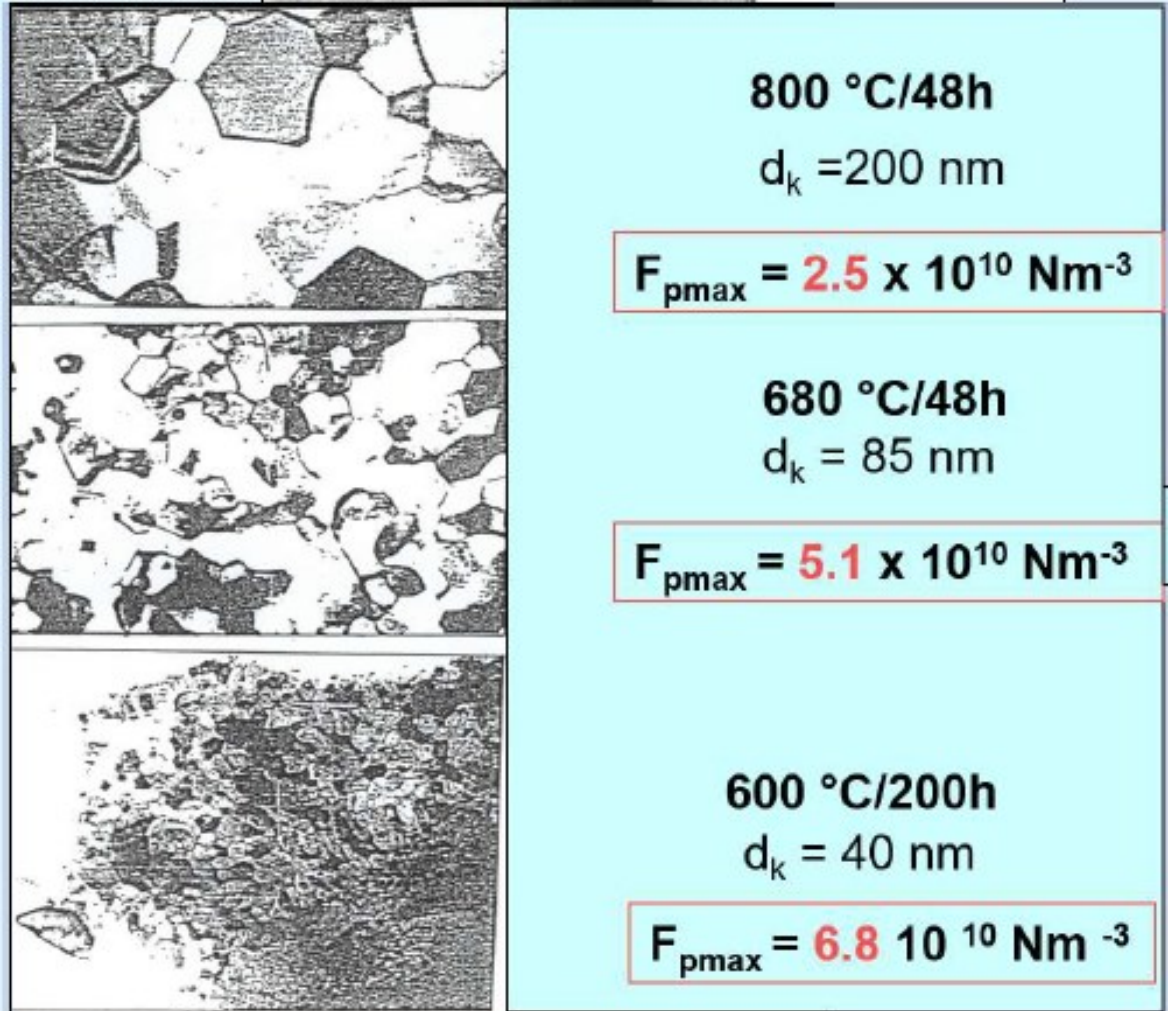 800 °C/48h
dₖ =200 nm
Fₚₘₐₓ = 2.5 x 10¹⁰ Nm⁻³
680 °C/48h
dₖ = 85 nm
Fₚₘₐₓ = 5.1 x 10¹⁰ Nm⁻³
600 °C/200h
dₖ = 40 nm
Fₚₘₐₓ = 6.8 10 ¹⁰ Nm ⁻³